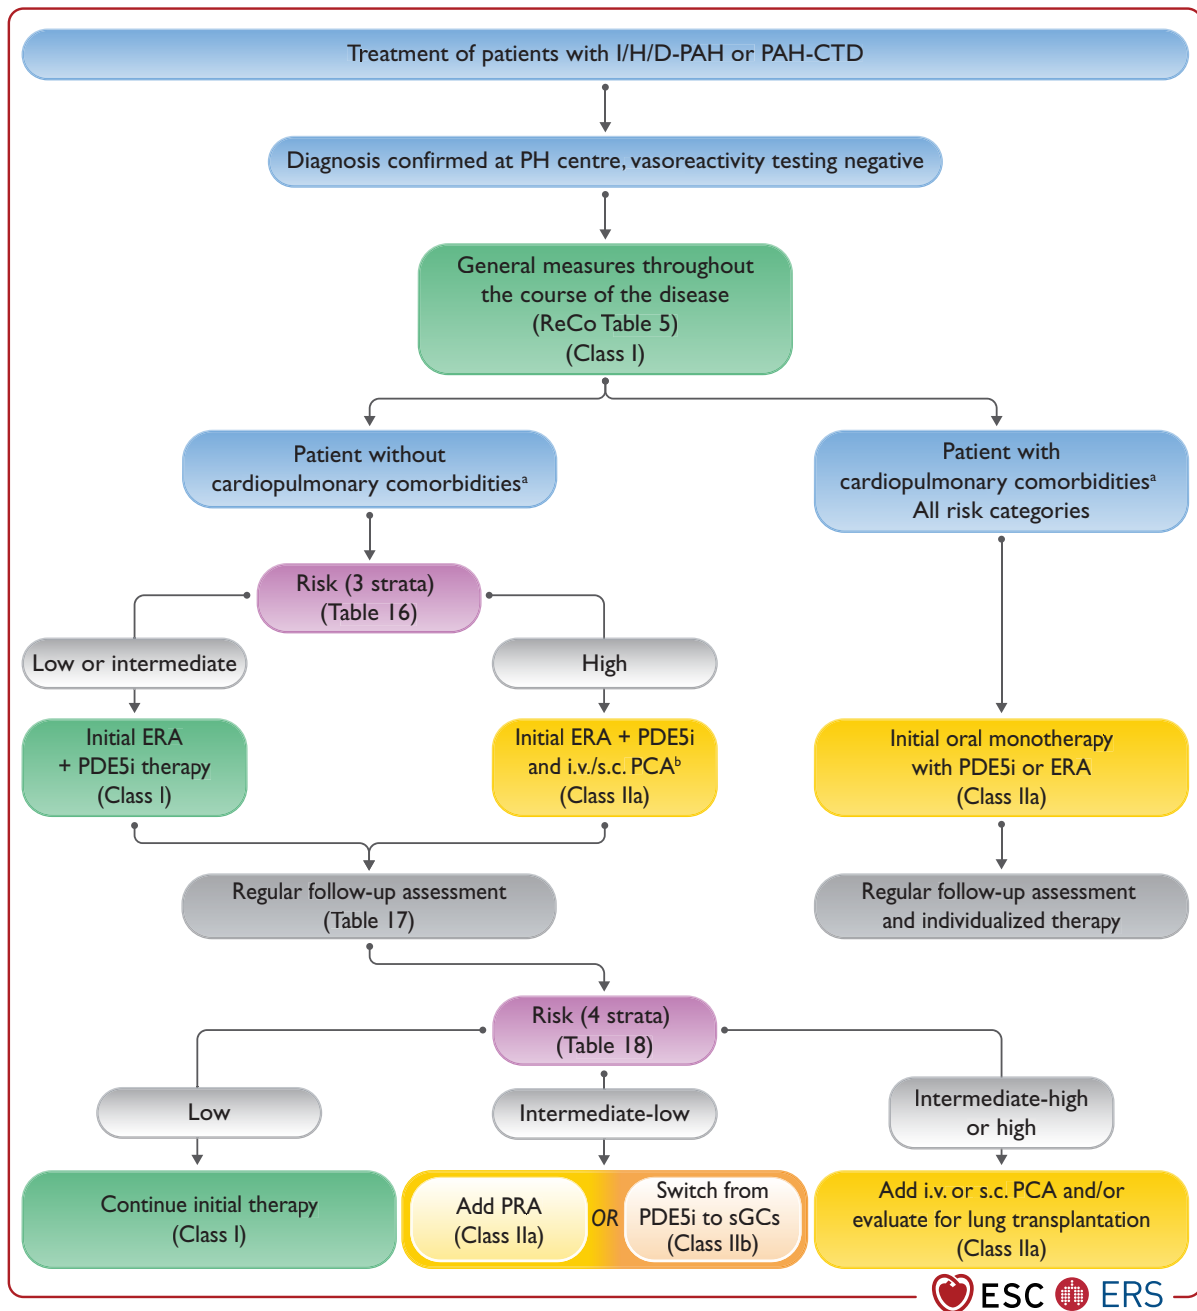 Treatment of patients with I/H/D-PAH or PAH-CTD
Diagnosis confirmed at PH centre, vasoreactivity testing negative
General measures throughout
the course of the disease
(ReCo Table 5)
(Class I)
Patient without
cardiopulmonary comorbiditiesᵃ
Patient with
cardiopulmonary comorbiditiesᵃ
All risk categories
Risk (3 strata)
(Table 16)
Low or intermediate
High
Initial ERA
+ PDE5i therapy
(Class I)
Initial ERA + PDE5i
and i.v./s.c. PCAᵇ
(Class IIa)
Initial oral monotherapy
with PDE5i or ERA
(Class IIa)
Regular follow-up assessment
(Table 17)
Regular follow-up assessment
and individualized therapy
Risk (4 strata)
(Table 18)
Low
Intermediate-low
Intermediate-high
or high
Continue initial therapy
(Class I)
Add PRA
(Class IIa)
OR
Switch from
PDE5i to sGCs
(Class IIb)
Add i.v. or s.c. PCA and/or
evaluate for lung transplantation
(Class IIa)
ESC ERS